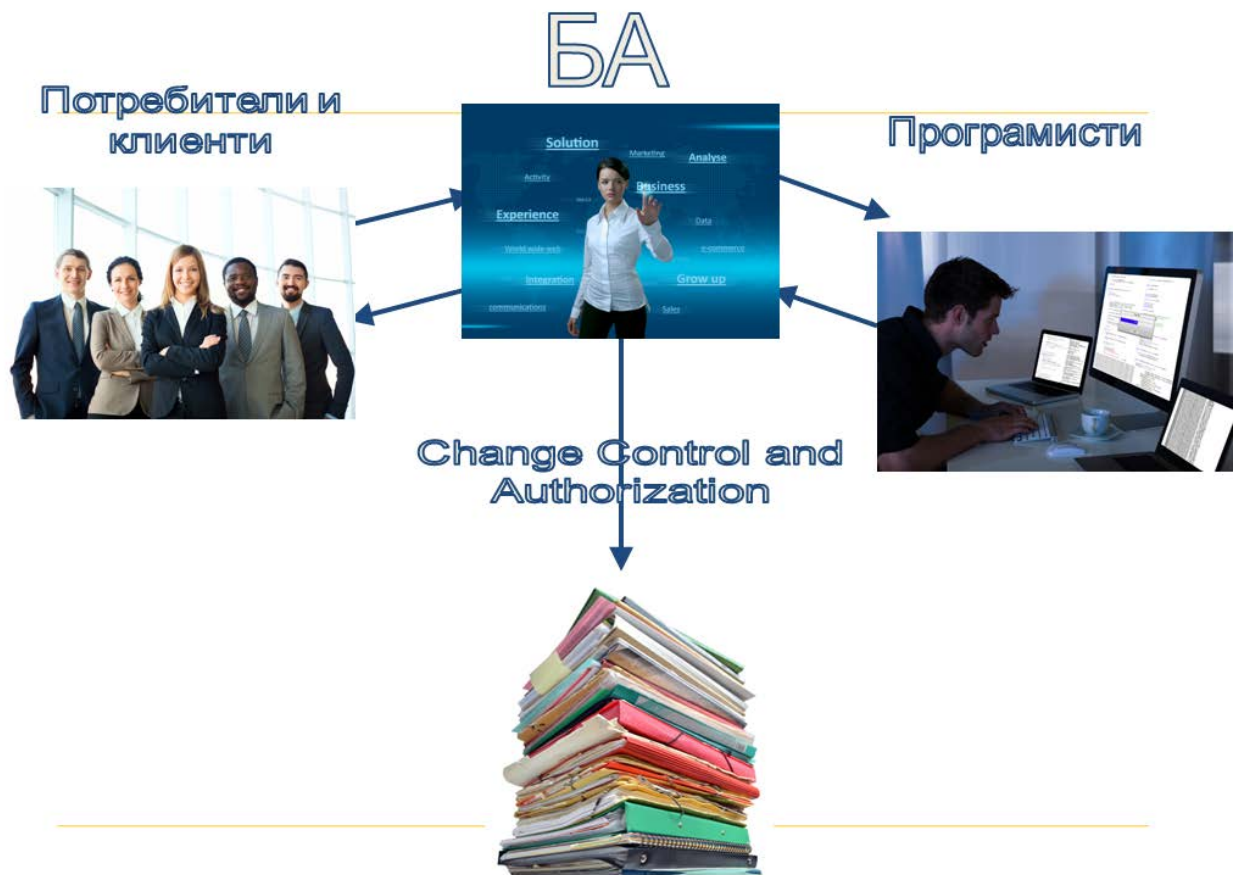 БА
Потребители и
клиенти
Програмисти
Solution
Marketing
Analyse
Activity
Business
Experience
Data
World wide web
e-commerce
Integration
Grow up
communications
Sales
Change Control and
Authorization